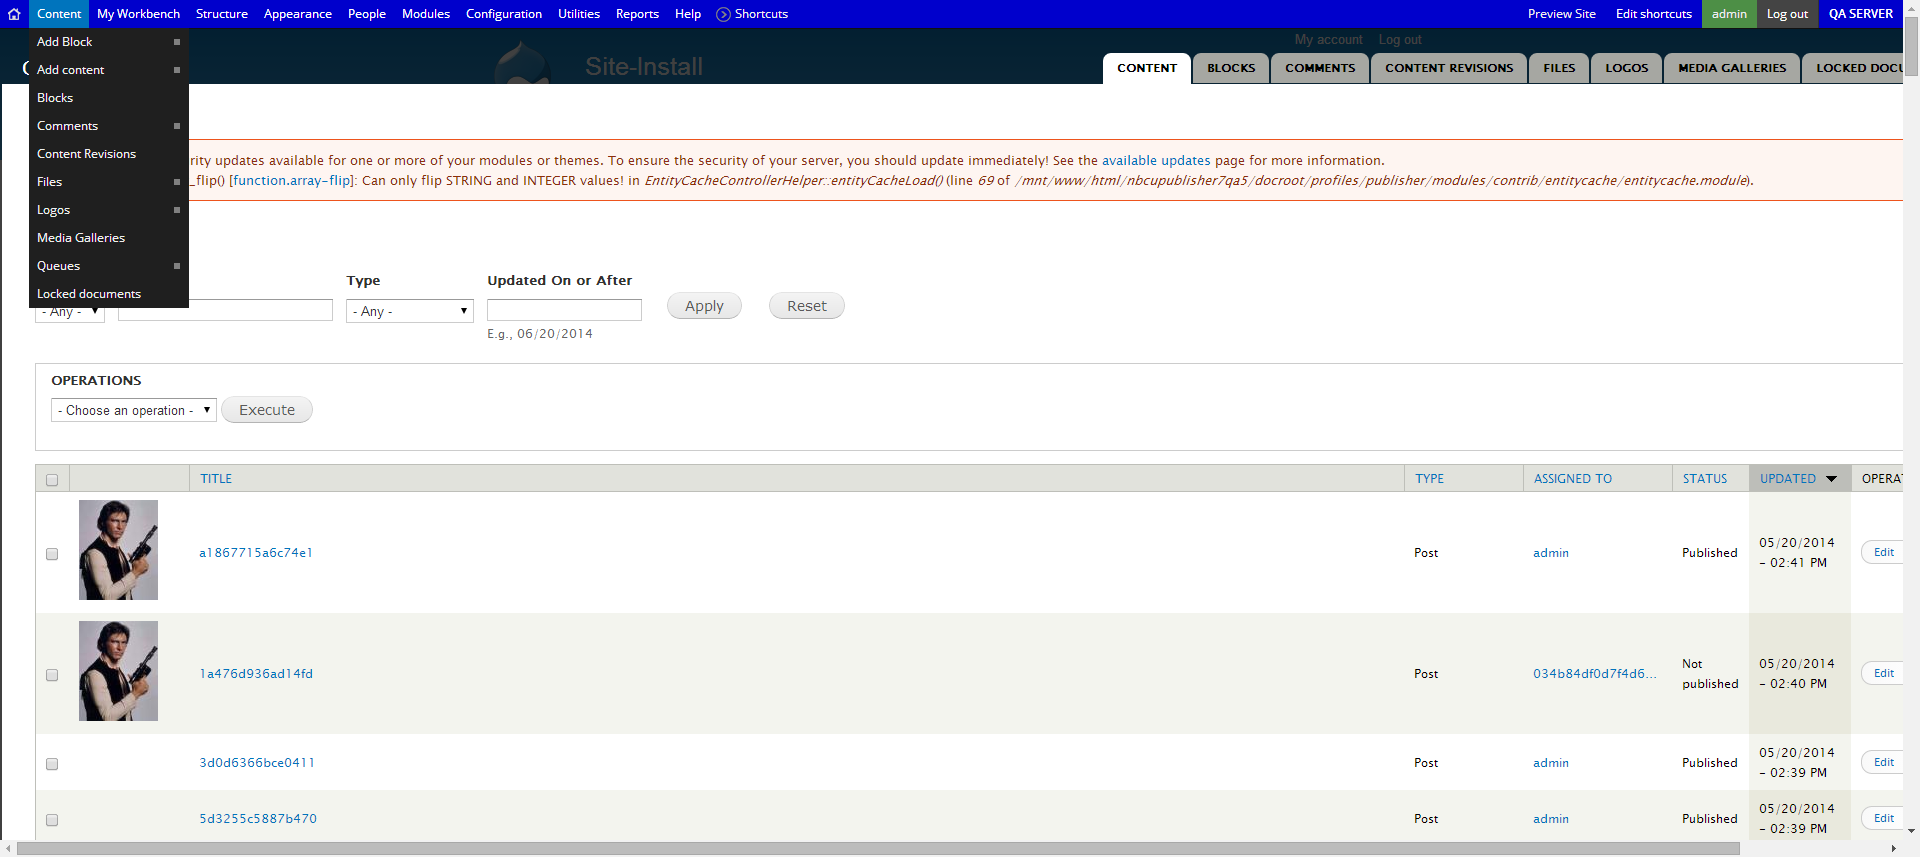 Content My Workbench Structure Appearance People Modules Configuration Utilities Reports Help Shortcuts Preview Site Edit shortcuts admin Log out QA SERVER
Add Block
Add content
Blocks
Comments
Content Revisions
Files
Logos
Media Galleries
Queues
Locked documents
My account Log out
Site-Install
CONTENT BLOCKS COMMENTS CONTENT REVISIONS FILES LOGOS MEDIA GALLERIES LOCKED DOCU
rity updates available for one or more of your modules or themes. To ensure the security of your server, you should update immediately! See the available updates page for more information.
_flip() [function.array-flip]: Can only flip STRING and INTEGER values! in EntityCacheControllerHelper::entityCacheLoad() (line 69 of /mnt/www/html/nbcupublisher7qa5/docroot/profiles/publisher/modules/contrib/entitycache/entitycache.module).
Type Updated On or After
- Any - - Any - Apply Reset
E.g., 06/20/2014
OPERATIONS
- Choose an operation - Execute
TITLE TYPE ASSIGNED TO STATUS UPDATED OPERA
a1867715a6c74e1 Post admin Published 05/20/2014 - 02:41 PM Edit
1a476d936ad14fd Post 034b84df0d7f4d6... Not published 05/20/2014 - 02:40 PM Edit
3d0d6366bce0411 Post admin Published 05/20/2014 - 02:39 PM Edit
5d3255c5887b470 Post admin Published 05/20/2014 - 02:39 PM Edit